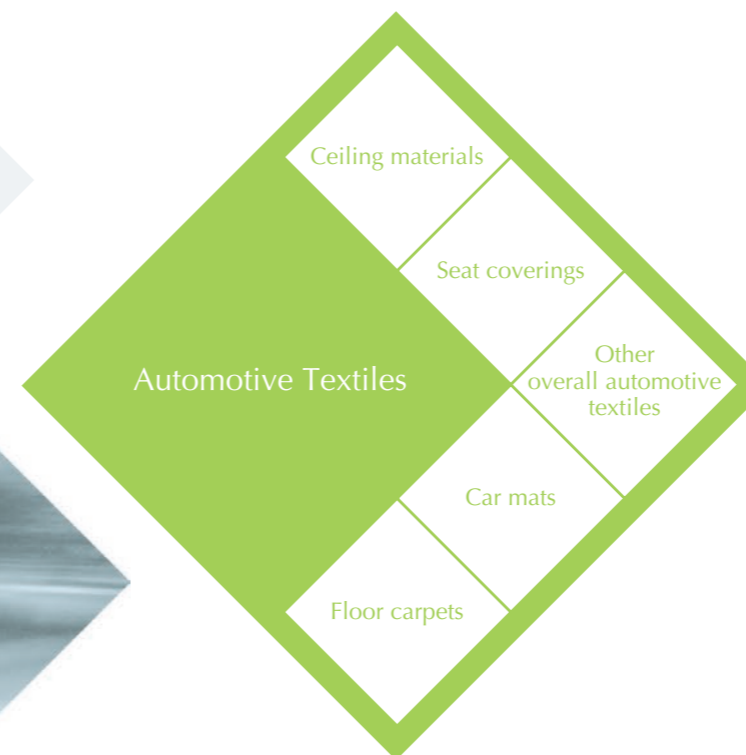 Ceiling materials
Seat coverings
Other
overall automotive
textiles
Automotive Textiles
Car mats
Floor carpets